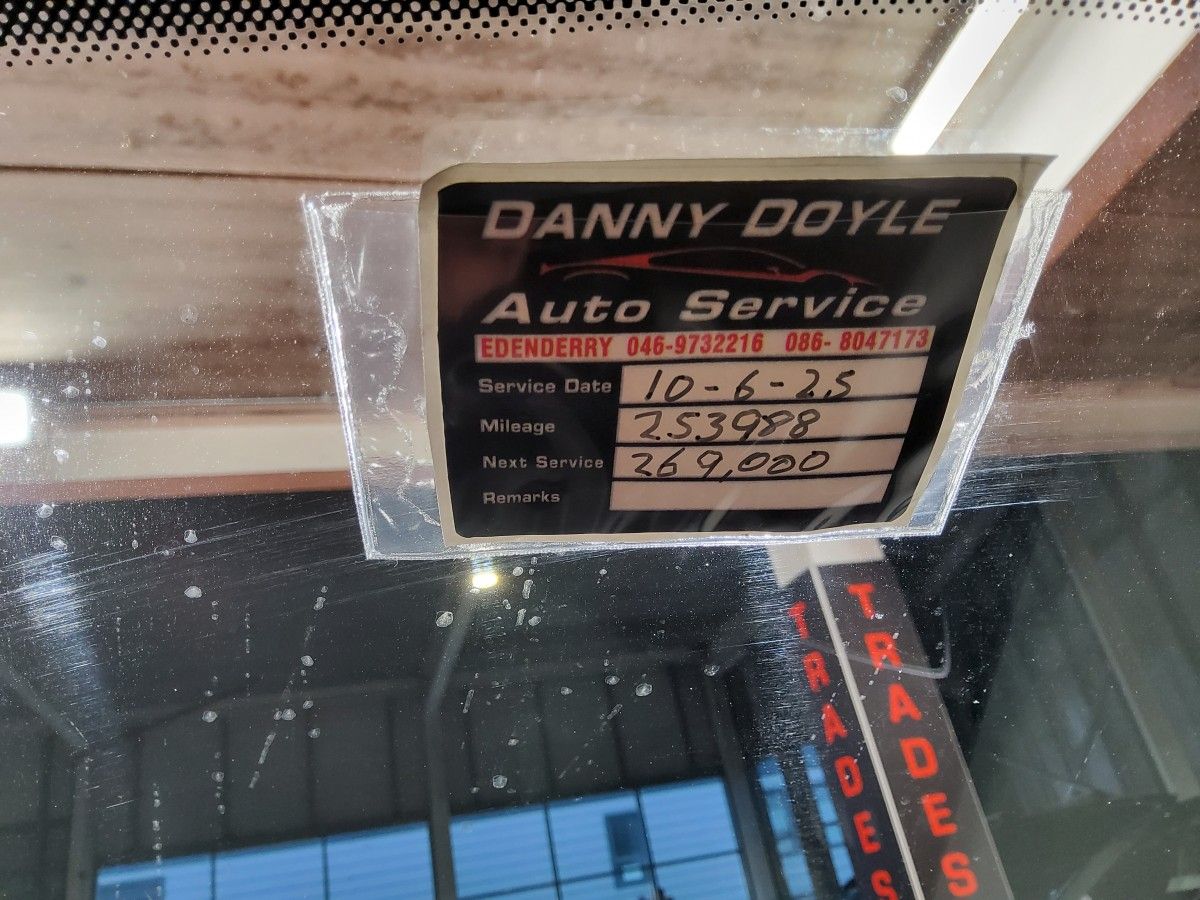 DANNY DOYLE
Auto Service
EDENDERRY 046-9732216 086-8047173
Service Date 10-6-25
Mileage 253988
Next Service 269,000
Remarks
TRADES
TRADES